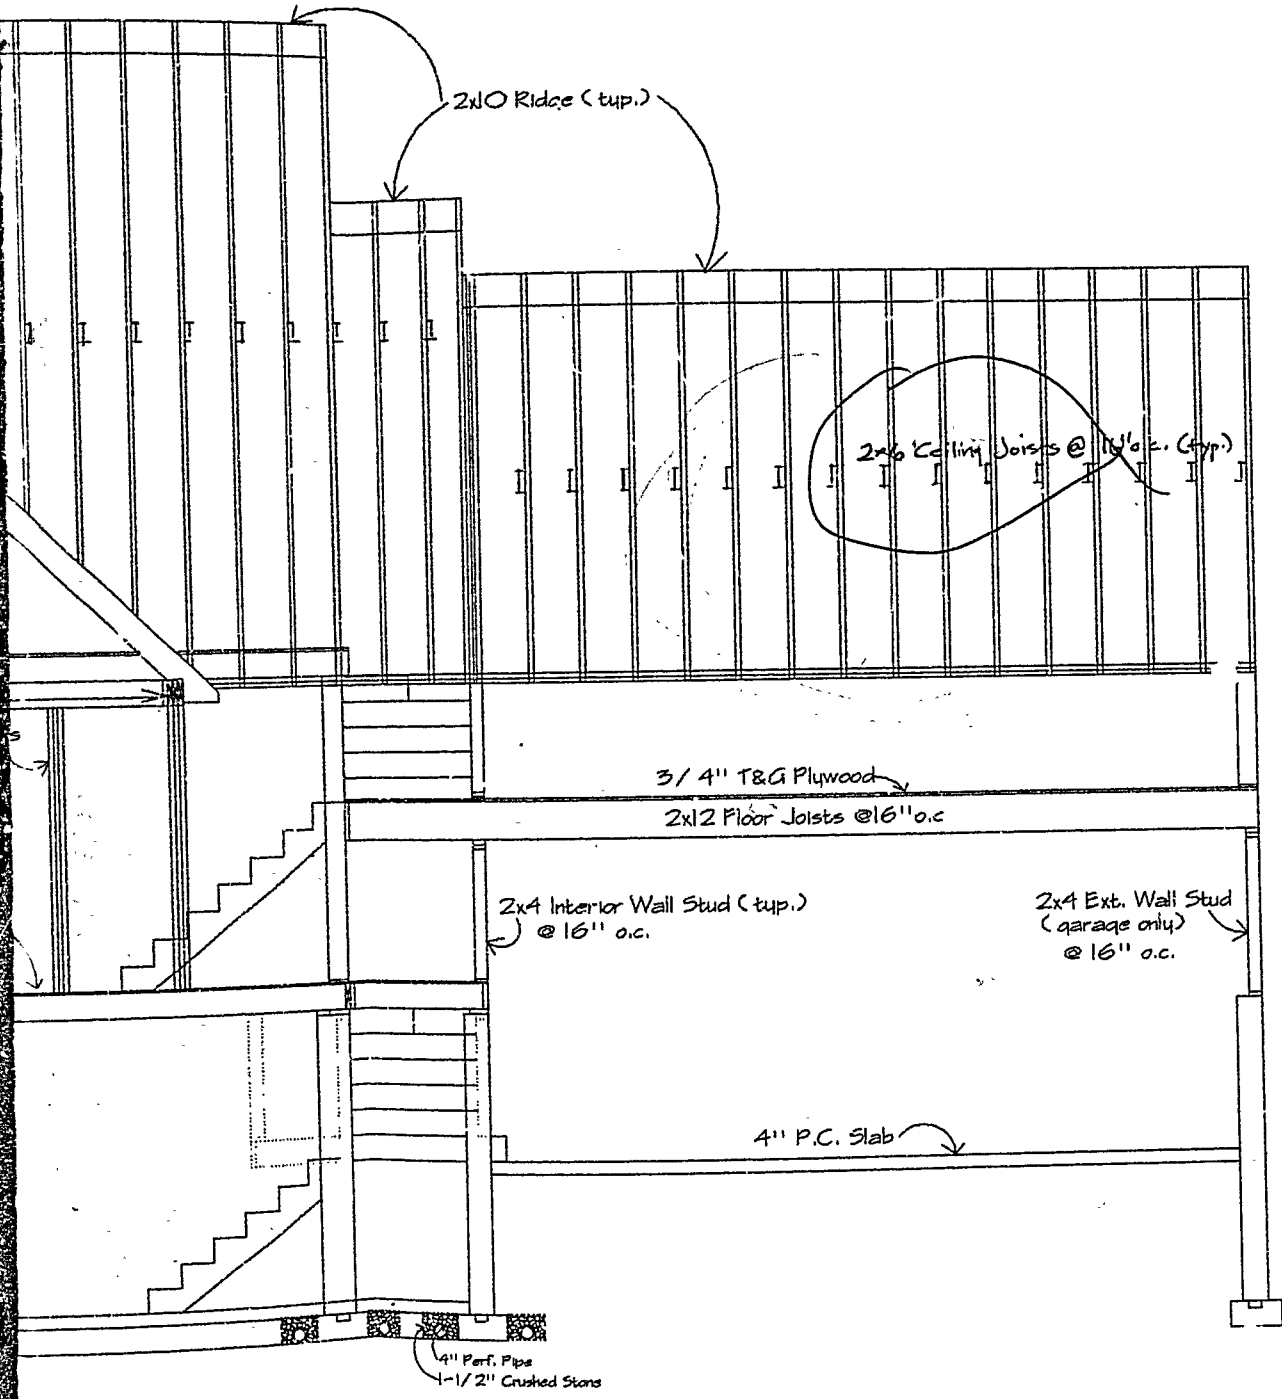 2x10 Ridge (typ.)
2x6 Ceiling Joists @ 16" o.c. (typ.)
3/4" T&G Plywood
2x12 Floor Joists @16"o.c
2x4 Interior Wall Stud (typ.)
@ 16" o.c.
2x4 Ext. Wall Stud
(garage only)
@ 16" o.c.
4" P.C. Slab
4" Perf. Pipe
1-1/2" Crushed Stone